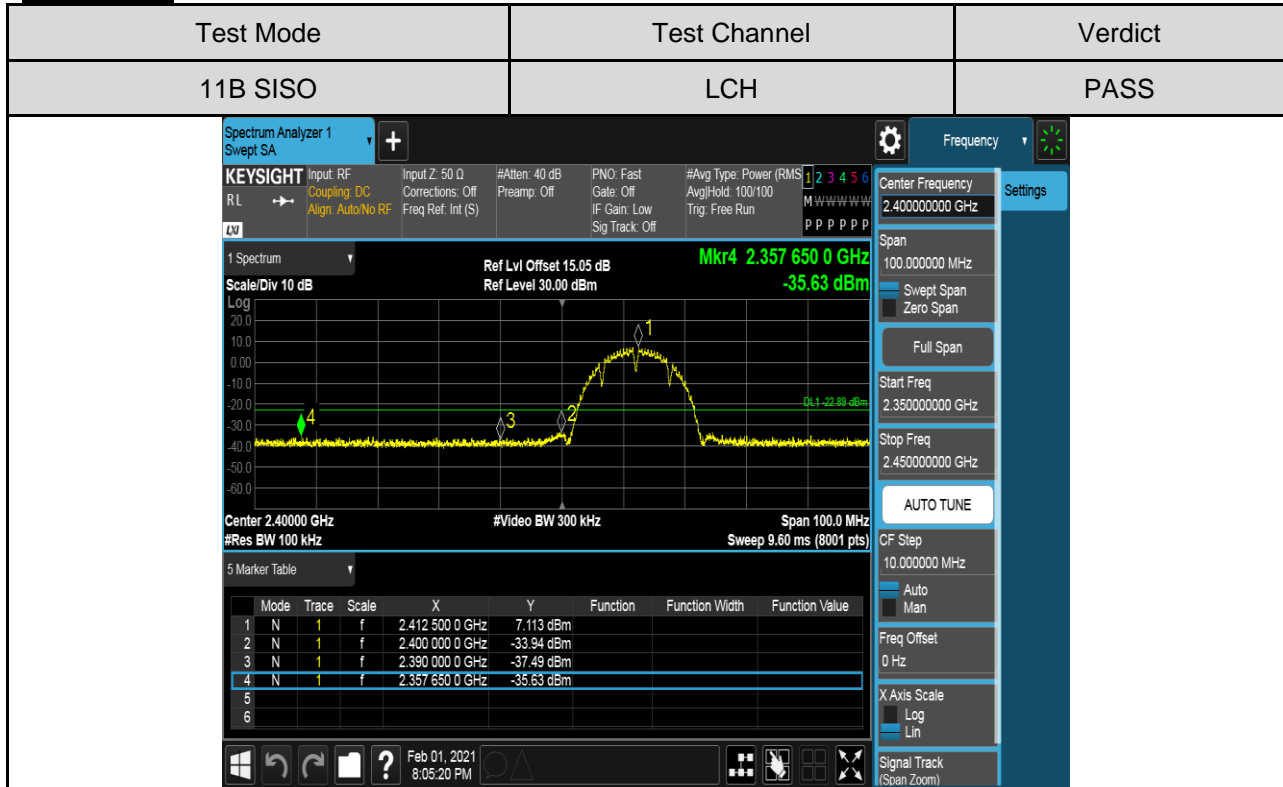 Test Mode Test Channel Verdict
11B SISO LCH PASS
Spectrum Analyzer 1
Swept SA
+
Frequency
KEYSIGHT Input: RF Input Z: 50 Ω #Atten: 40 dB PNO: Fast #Avg Type: Power (RMS 1 2 3 4 5 6
RL Coupling: DC Corrections: Off Preamp: Off Gate: Off Avg|Hold: 100/100 M W W W W W
Align: Auto/No RF Freq Ref: Int (S) IF Gain: Low Trig: Free Run
LXI Sig Track: Off P P P P P P
1 Spectrum Ref Lvl Offset 15.05 dB Mkr4 2.357 650 0 GHz
Scale/Div 10 dB Ref Level 30.00 dBm -35.63 dBm
Log
20.0
10.0
0.00
-10.0
-20.0
-30.0
-40.0
-50.0
-60.0
1
DL1 -22.89 dBm
4
3
2
Center 2.40000 GHz #Video BW 300 kHz Span 100.0 MHz
#Res BW 100 kHz Sweep 9.60 ms (8001 pts)
5 Marker Table
Mode Trace Scale X Y Function Function Width Function Value
1 N 1 f 2.412 500 0 GHz 7.113 dBm
2 N 1 f 2.400 000 0 GHz -33.94 dBm
3 N 1 f 2.390 000 0 GHz -37.49 dBm
4 N 1 f 2.357 650 0 GHz -35.63 dBm
5
6
?
Feb 01, 2021
8:05:20 PM
Center Frequency
2.400000000 GHz
Settings
Span
100.000000 MHz
Swept Span
Zero Span
Full Span
Start Freq
2.350000000 GHz
Stop Freq
2.450000000 GHz
AUTO TUNE
CF Step
10.000000 MHz
Auto
Man
Freq Offset
0 Hz
X Axis Scale
Log
Lin
Signal Track
(Span Zoom)